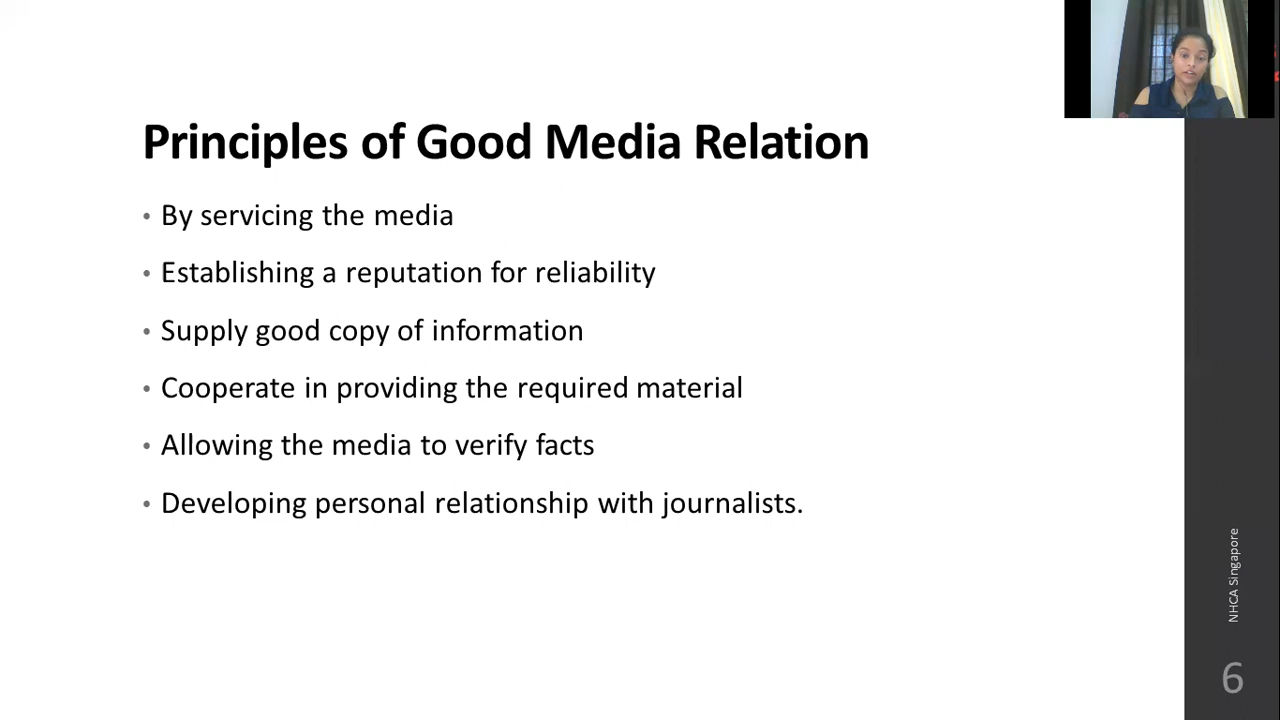 Principles of Good Media Relation
• By servicing the media
• Establishing a reputation for reliability
• Supply good copy of information
• Cooperate in providing the required material
• Allowing the media to verify facts
• Developing personal relationship with journalists.
NHCA Singapore
6